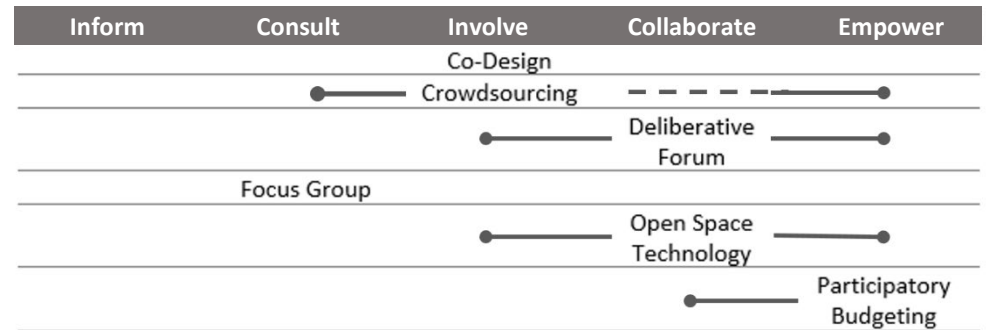 Inform Consult Involve Collaborate Empower
Co-Design
Crowdsourcing
Deliberative
Forum
Focus Group
Open Space
Technology
Participatory
Budgeting